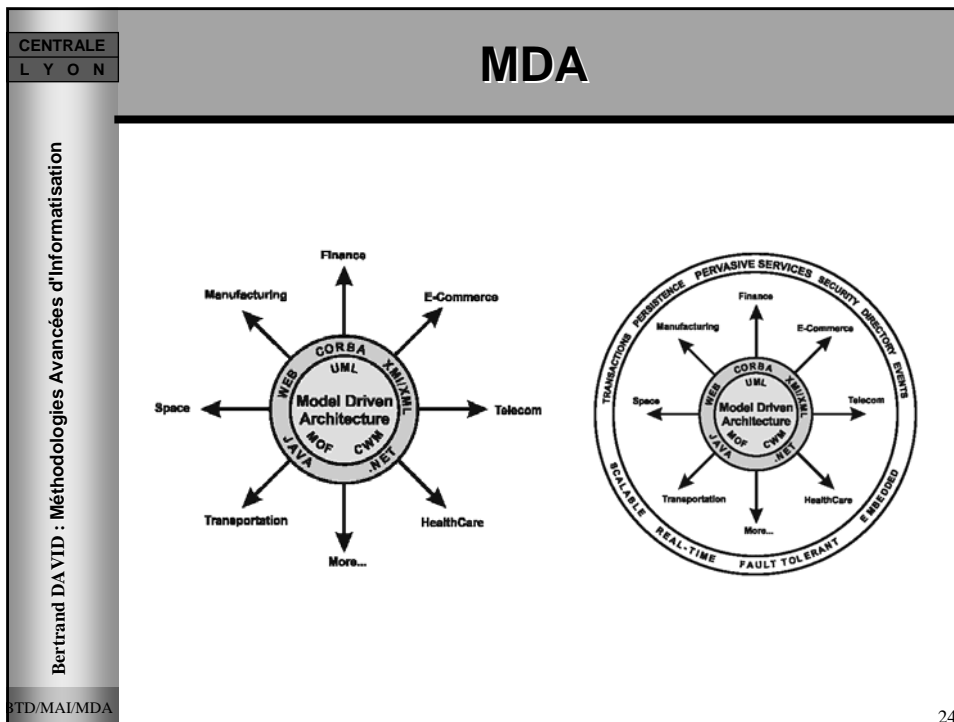 CENTRALE
L Y O N
MDA
Bertrand DAVID : Méthodologies Avancées d'Informatisation
Finance
Manufacturing
E-Commerce
WEB CORBA XMI/XML
UML
Space
Model Driven
Architecture
Telecom
MOF CWM
JAVA .NET
Transportation
HealthCare
More...
TRANSACTIONS PERSISTENCE PERVASIVE SERVICES SECURITY DIRECTORY EVENTS
Finance
Manufacturing
E-Commerce
WEB CORBA XMI/XML
UML
Space
Model Driven
Architecture
Telecom
MOF CWM
JAVA .NET
Transportation
HealthCare
More...
SCALABLE REAL-TIME FAULT TOLERANT EMBEDDED
BTD/MAI/MDA
24